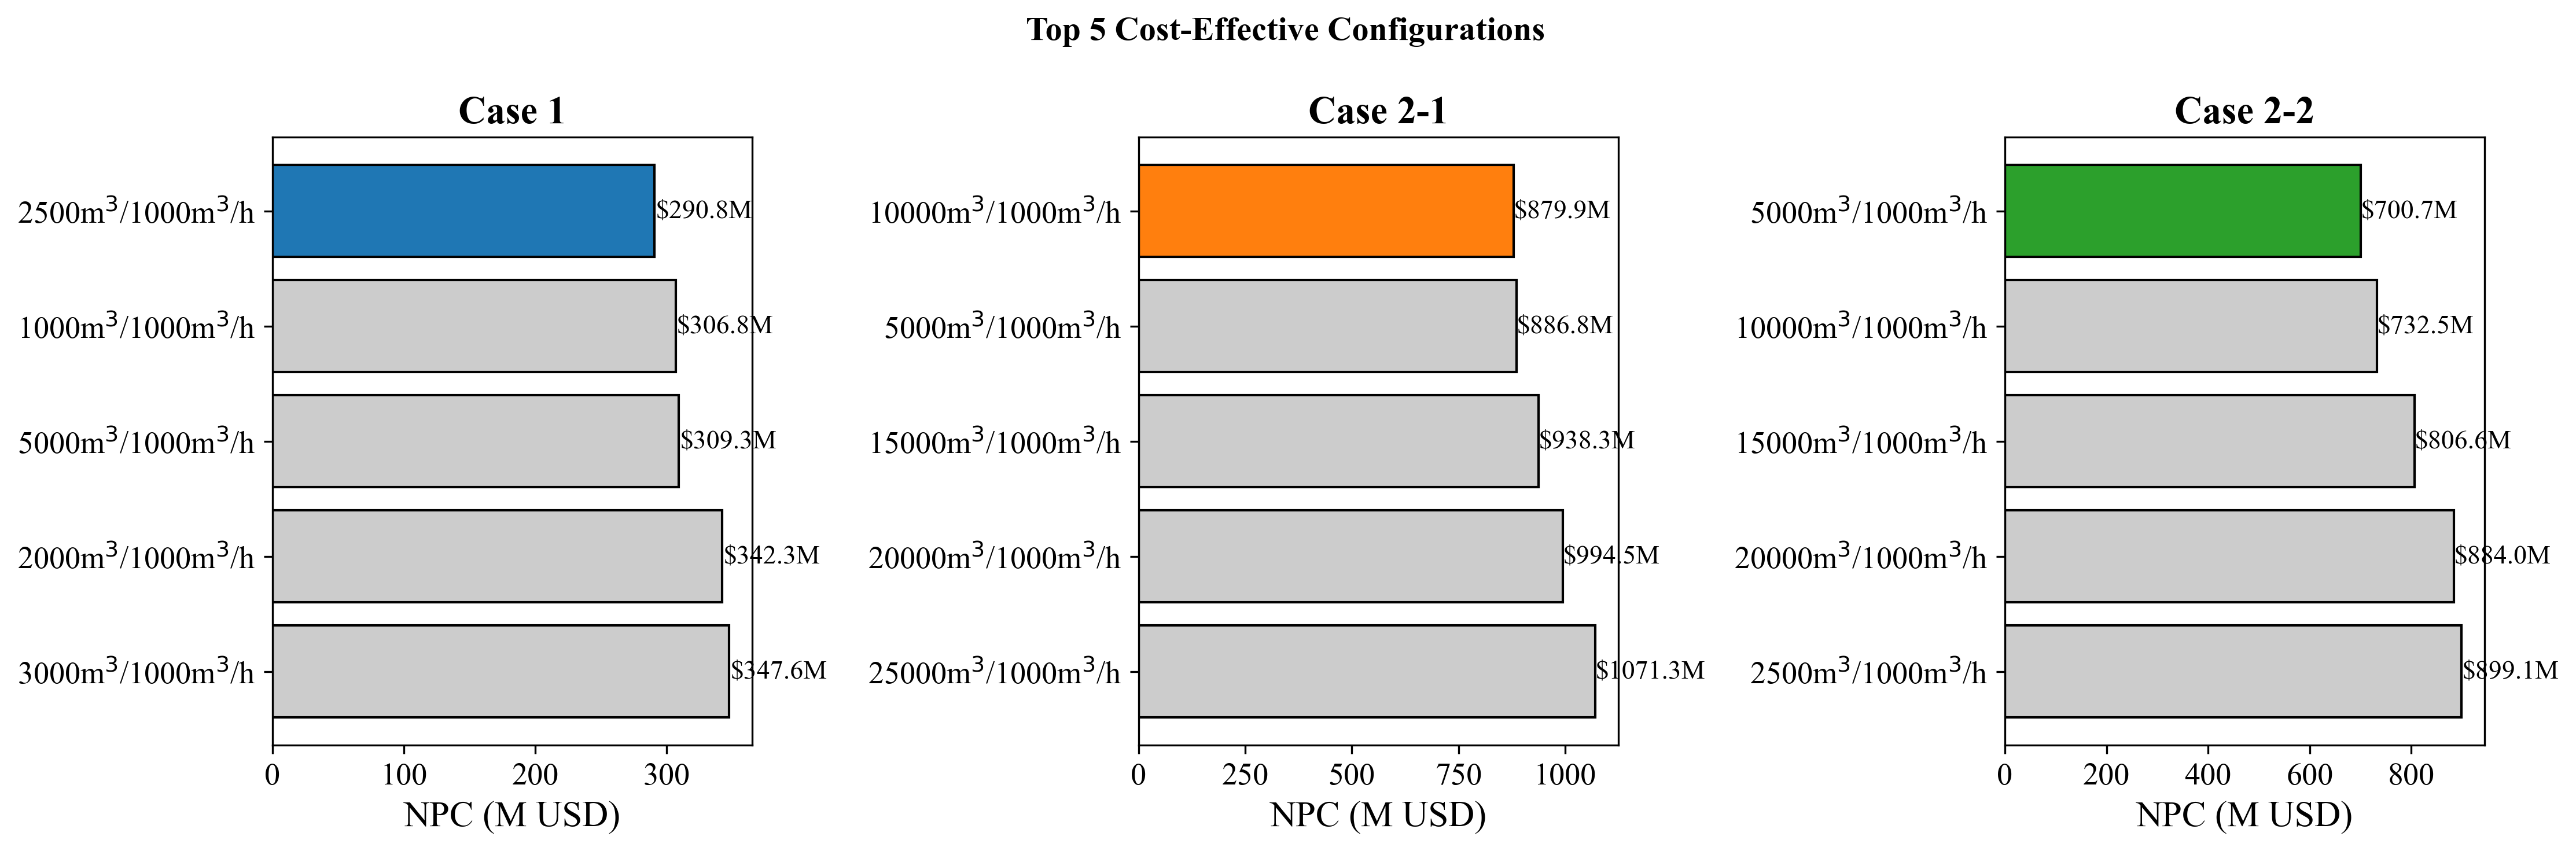 Top 5 Cost-Effective Configurations
Case 1
2500m³/1000m³/h
$290.8M
1000m³/1000m³/h
$306.8M
5000m³/1000m³/h
$309.3M
2000m³/1000m³/h
$342.3M
3000m³/1000m³/h
$347.6M
0 100 200 300
NPC (M USD)
Case 2-1
10000m³/1000m³/h
$879.9M
5000m³/1000m³/h
$886.8M
15000m³/1000m³/h
$938.3M
20000m³/1000m³/h
$994.5M
25000m³/1000m³/h
$1071.3M
0 250 500 750 1000
NPC (M USD)
Case 2-2
5000m³/1000m³/h
$700.7M
10000m³/1000m³/h
$732.5M
15000m³/1000m³/h
$806.6M
20000m³/1000m³/h
$884.0M
2500m³/1000m³/h
$899.1M
0 200 400 600 800
NPC (M USD)